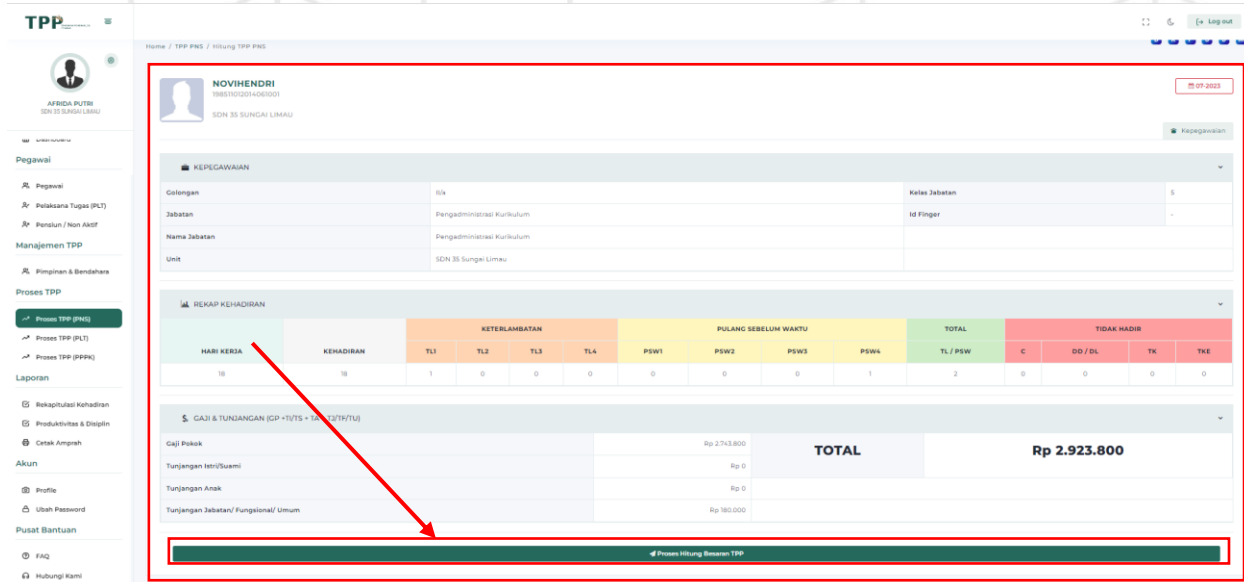 TPP
Log out
Home / TPP PNS / Hitung TPP PNS
AFRIDA PUTRI
SDN 35 SUNGAI LIMAU
Dashboard
Pegawai
Pegawai
Pelaksana Tugas (PLT)
Pensiun / Non Aktif
Manajemen TPP
Pimpinan & Bendahara
Proses TPP
Proses TPP (PNS)
Proses TPP (PLT)
Proses TPP (PPPK)
Laporan
Rekapitulasi Kehadiran
Produktivitas & Disiplin
Cetak Amprah
Akun
Profile
Ubah Password
Pusat Bantuan
FAQ
Hubungi Kami
NOVIHENDRI
198511012014061001
SDN 35 SUNGAI LIMAU
07-2023
Kepegawaian
KEPEGAWAIAN
Golongan II/a Kelas Jabatan 5
Jabatan Pengadministrasi Kurikulum Id Finger -
Nama Jabatan Pengadministrasi Kurikulum
Unit SDN 35 Sungai Limau
REKAP KEHADIRAN
HARI KERJA KEHADIRAN KETERLAMBATAN PULANG SEBELUM WAKTU TOTAL TIDAK HADIR
TL1 TL2 TL3 TL4 PSW1 PSW2 PSW3 PSW4 TL / PSW C DD / DL TK TKE
18 18 1 0 0 0 0 0 0 1 2 0 0 0 0
$ GAJI & TUNJANGAN (GP +TI/TS + TA + TJ/TF/TU)
Gaji Pokok Rp 2.743.800 TOTAL Rp 2.923.800
Tunjangan Istri/Suami Rp 0
Tunjangan Anak Rp 0
Tunjangan Jabatan/ Fungsional/ Umum Rp 180.000
Proses Hitung Besaran TPP